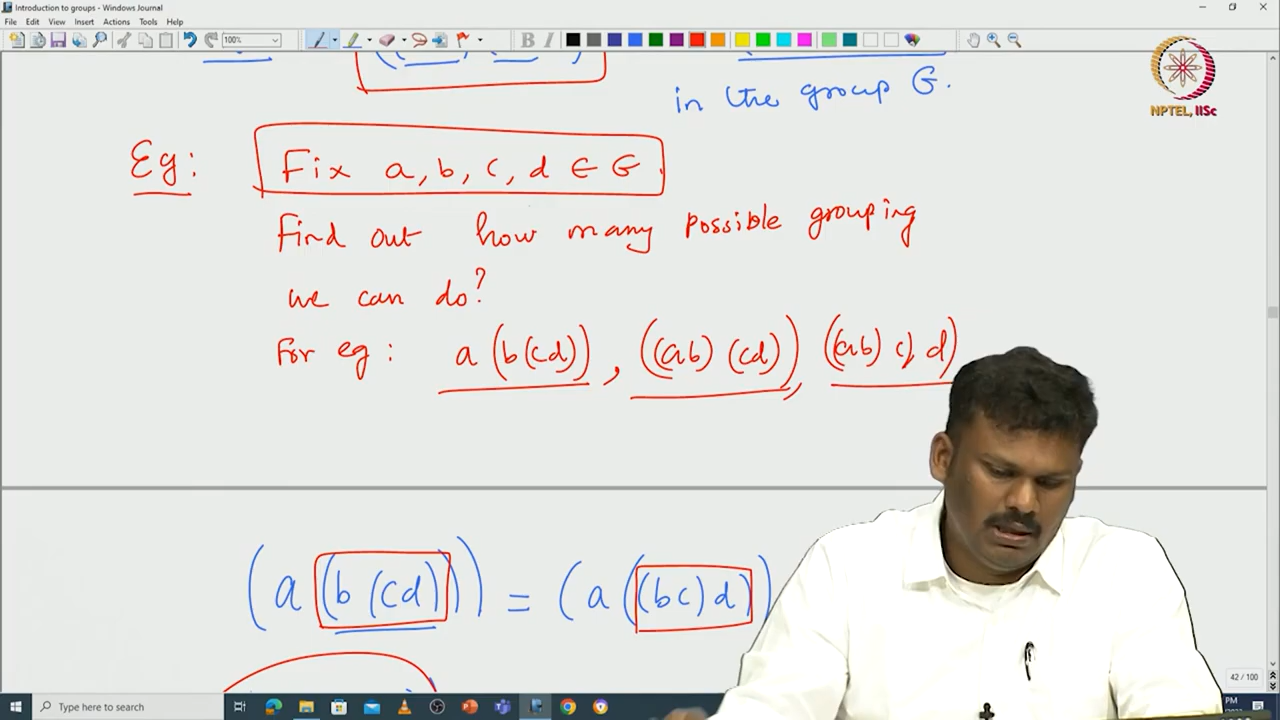 Introduction to groups - Windows Journal
File Edit View Insert Actions Tools Help
100%
B I
NPTEL, IISc
in the group G.
Eg: Fix a, b, c, d ∈ G.
Find out how many possible grouping
we can do?
For eg: a (b(cd)) , ((ab) (cd)) , ((ab) c) d)
(a (b (cd))) = (a ((bc) d))
42 / 100
Type here to search
PM